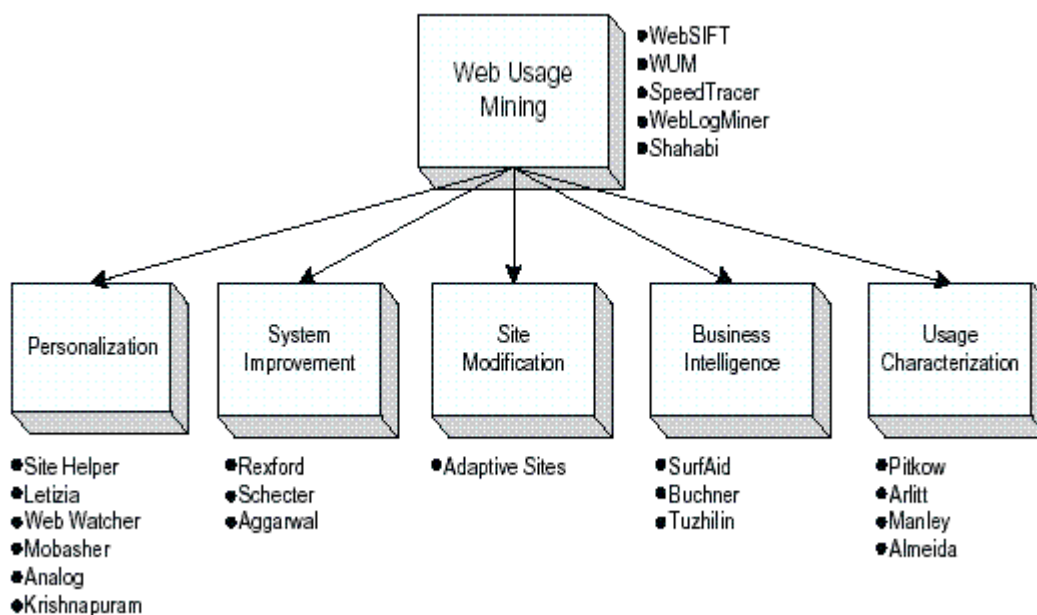 Web Usage
Mining
●WebSIFT
●WUM
●SpeedTracer
●WebLogMiner
●Shahabi
Personalization
System
Improvement
Site
Modification
Business
Intelligence
Usage
Characterization
●Site Helper
●Letizia
●Web Watcher
●Mobasher
●Analog
●Krishnapuram
●Rexford
●Schecter
●Aggarwal
●Adaptive Sites
●SurfAid
●Buchner
●Tuzhilin
●Pitkow
●Arlitt
●Manley
●Almeida